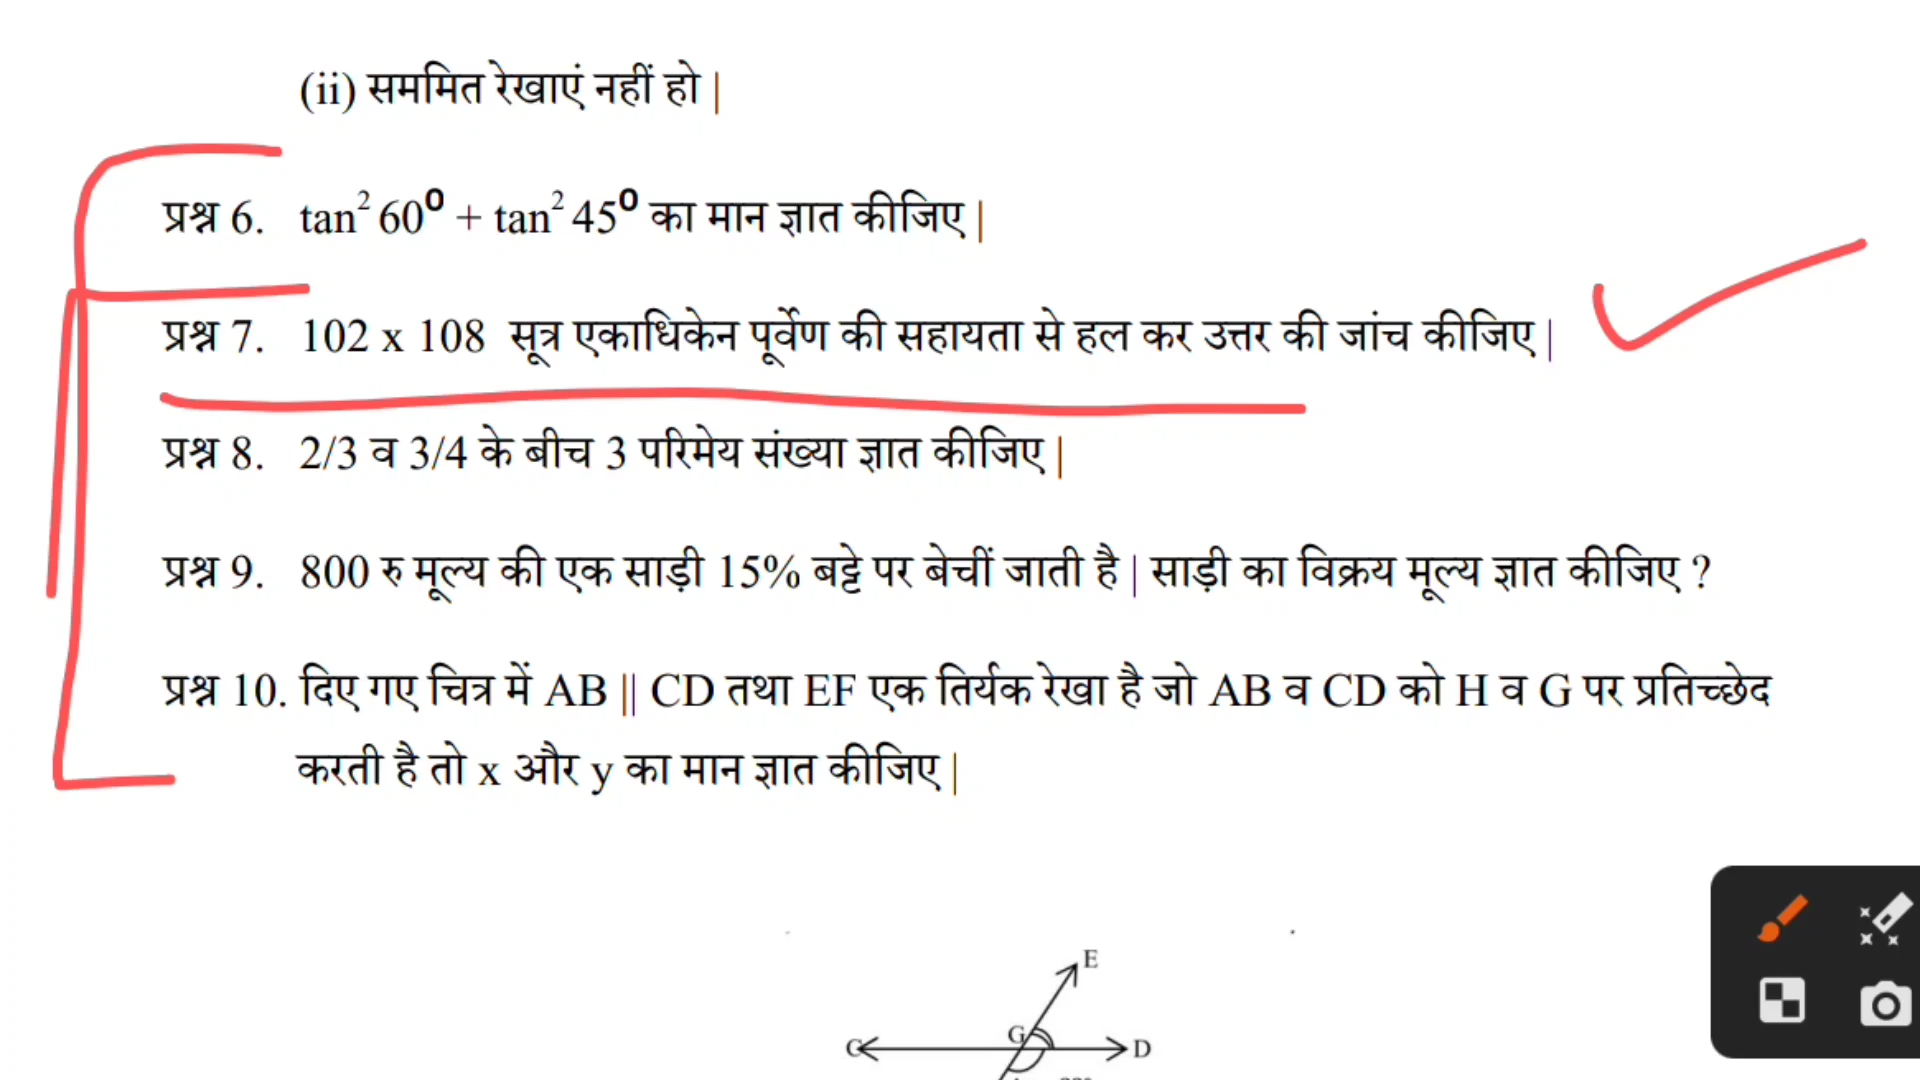 (ii) सममित रेखाएं नहीं हो |
प्रश्न 6. tan² 60⁰ + tan² 45⁰ का मान ज्ञात कीजिए |
प्रश्न 7. 102 x 108 सूत्र एकाधिकेन पूर्वेण की सहायता से हल कर उत्तर की जांच कीजिए |
प्रश्न 8. 2/3 व 3/4 के बीच 3 परिमेय संख्या ज्ञात कीजिए |
प्रश्न 9. 800 रु मूल्य की एक साड़ी 15% बट्टे पर बेचीं जाती है | साड़ी का विक्रय मूल्य ज्ञात कीजिए ?
प्रश्न 10. दिए गए चित्र में AB || CD तथा EF एक तिर्यक रेखा है जो AB व CD को H व G पर प्रतिच्छेद
करती है तो x और y का मान ज्ञात कीजिए |
E
G
C D